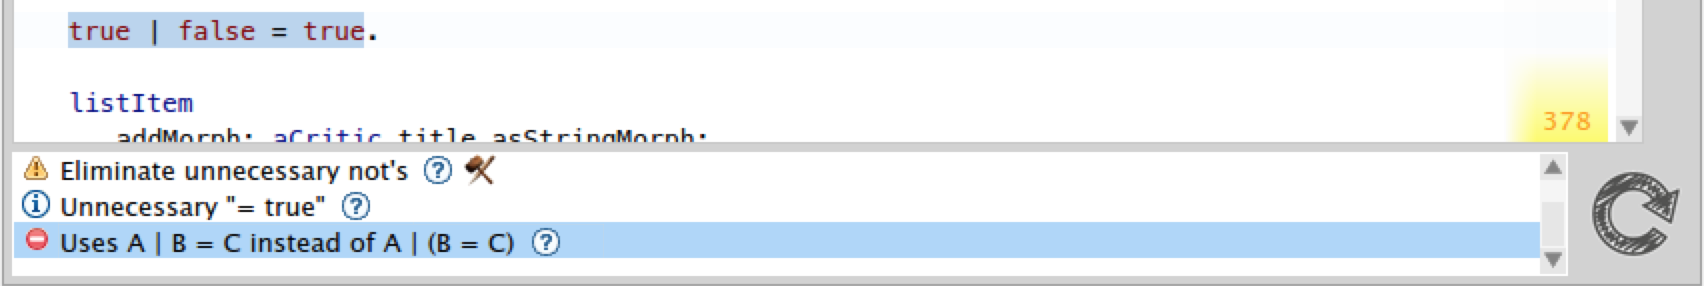 true | false = true.
listItem
addMorph: aCritic title asStringMorph;
378
Eliminate unnecessary not's ?
Unnecessary "= true" ?
Uses A | B = C instead of A | (B = C) ?